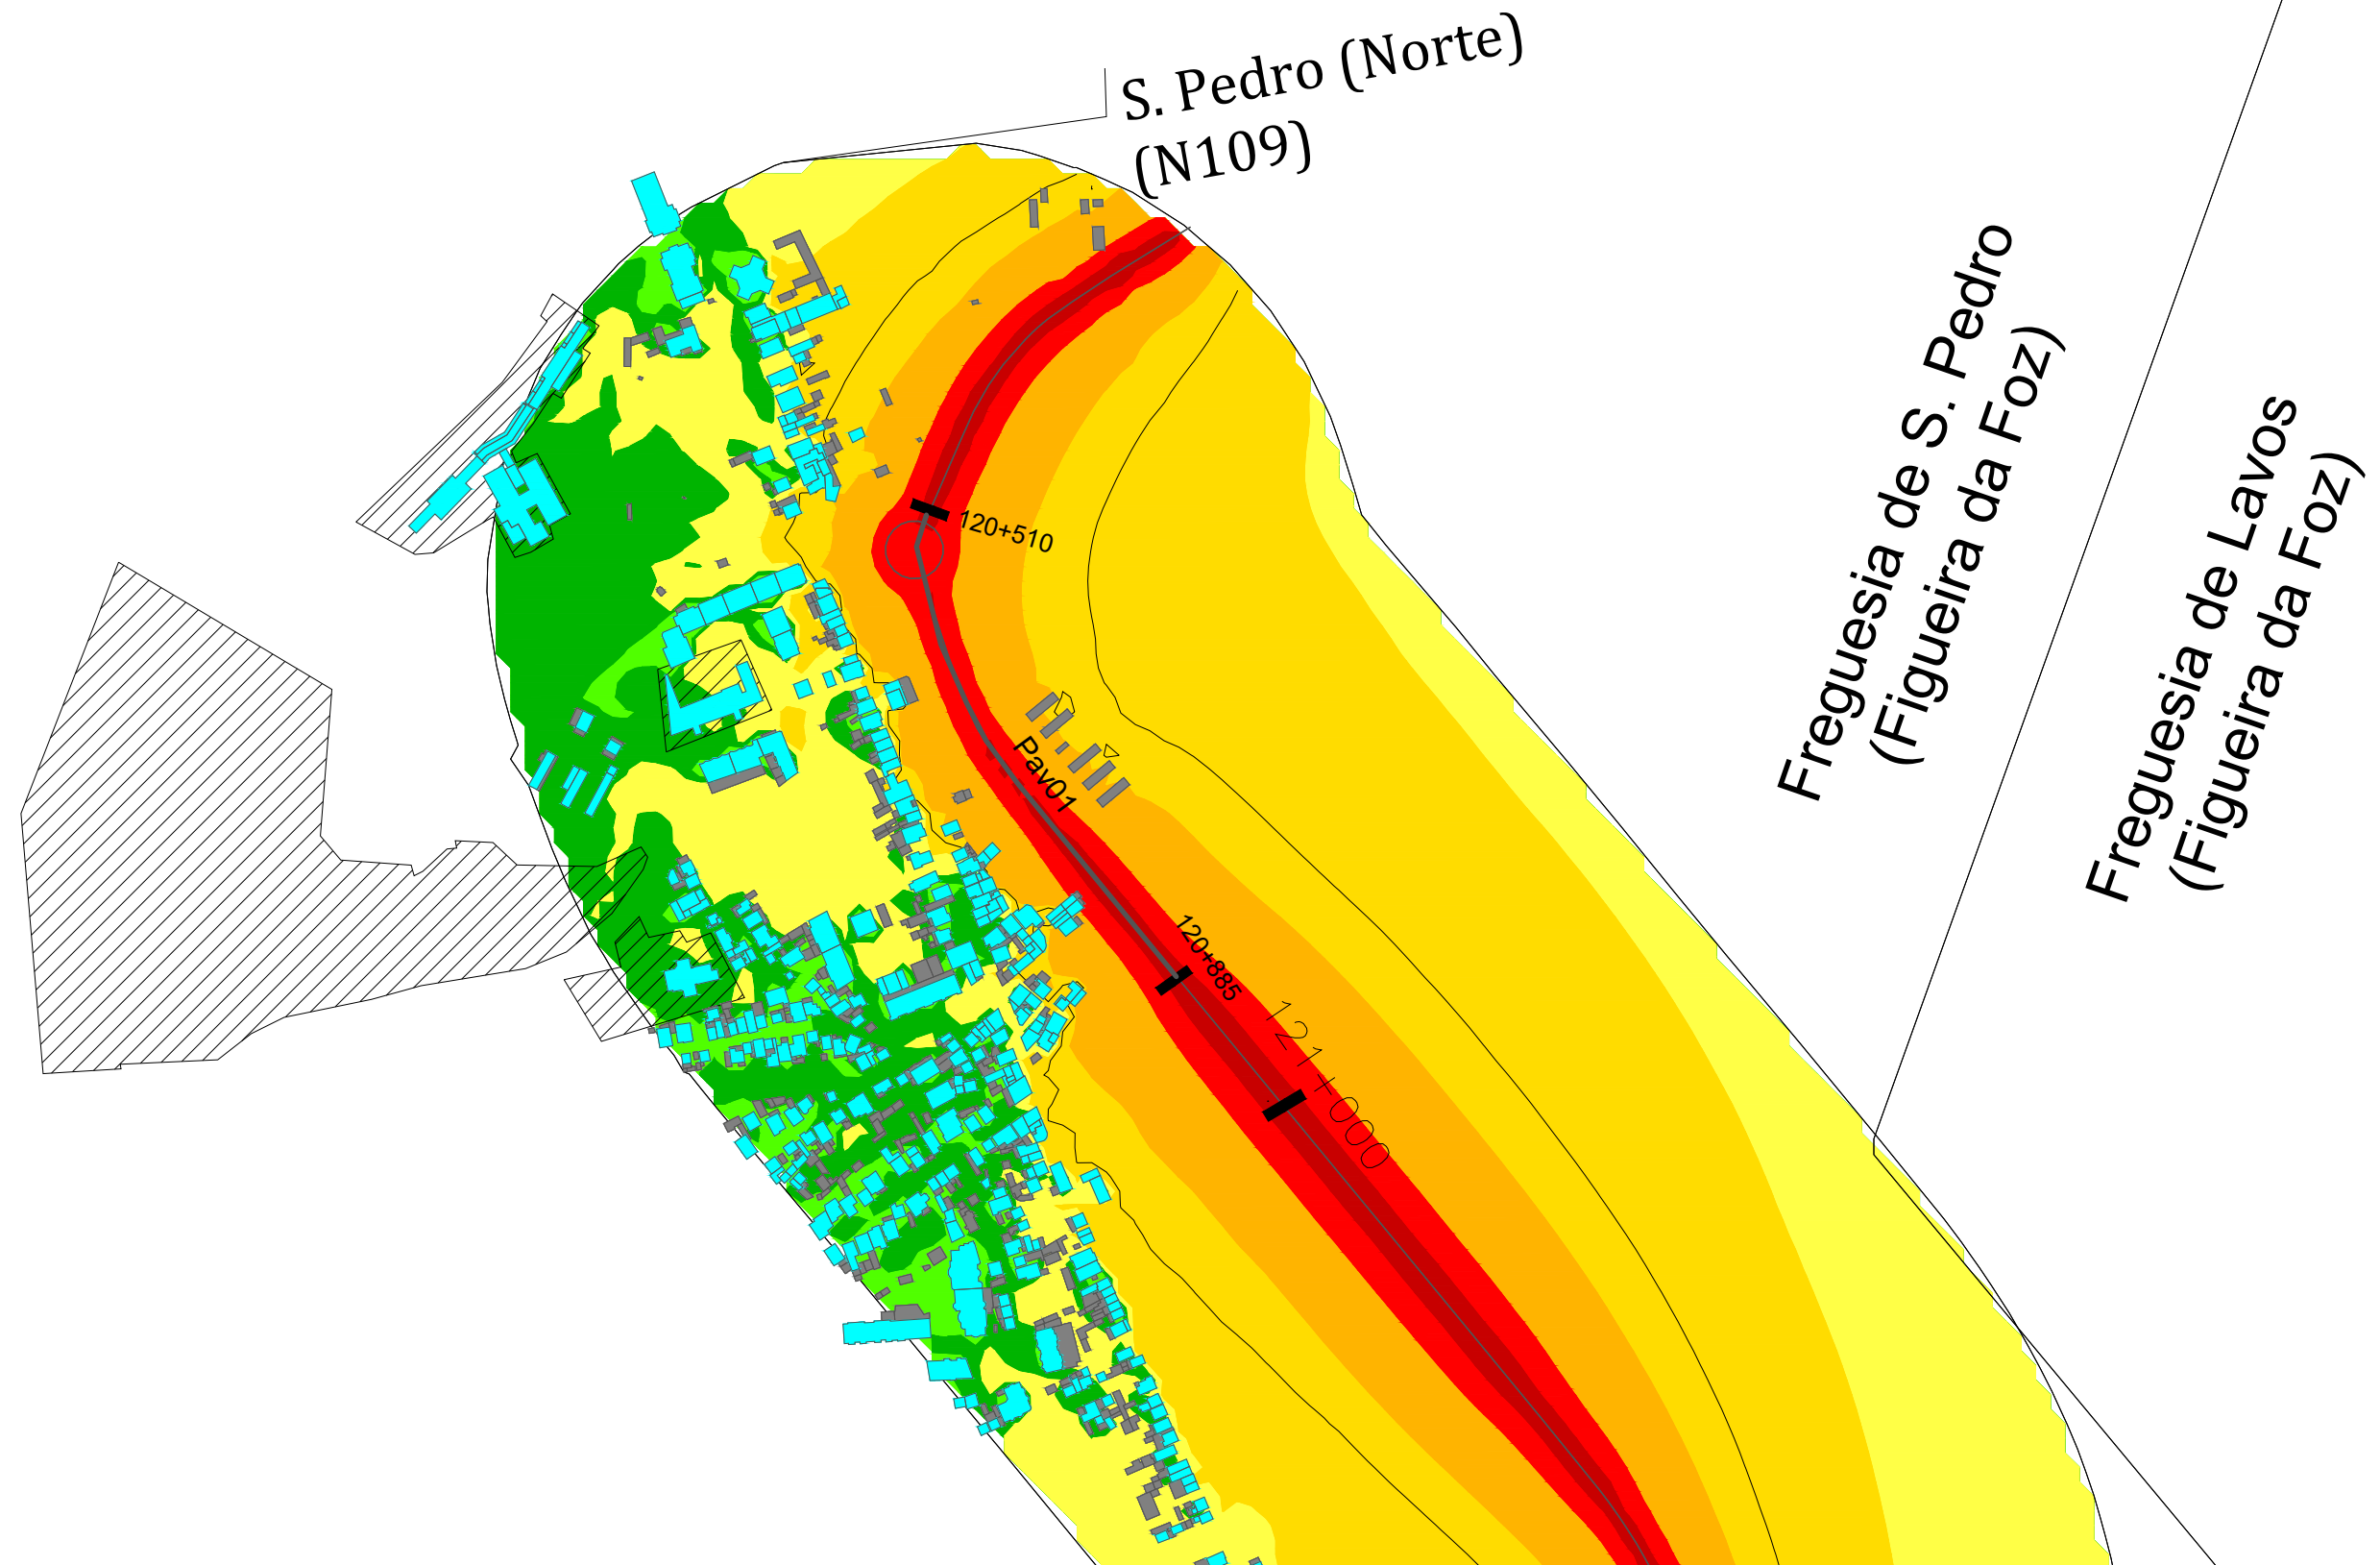 S. Pedro (Norte)
(N109)
Freguesia de S. Pedro
(Figueira da Foz)
Freguesia de Lavos
(Figueira da Foz)
120+510
Pav01
120+885
121+000